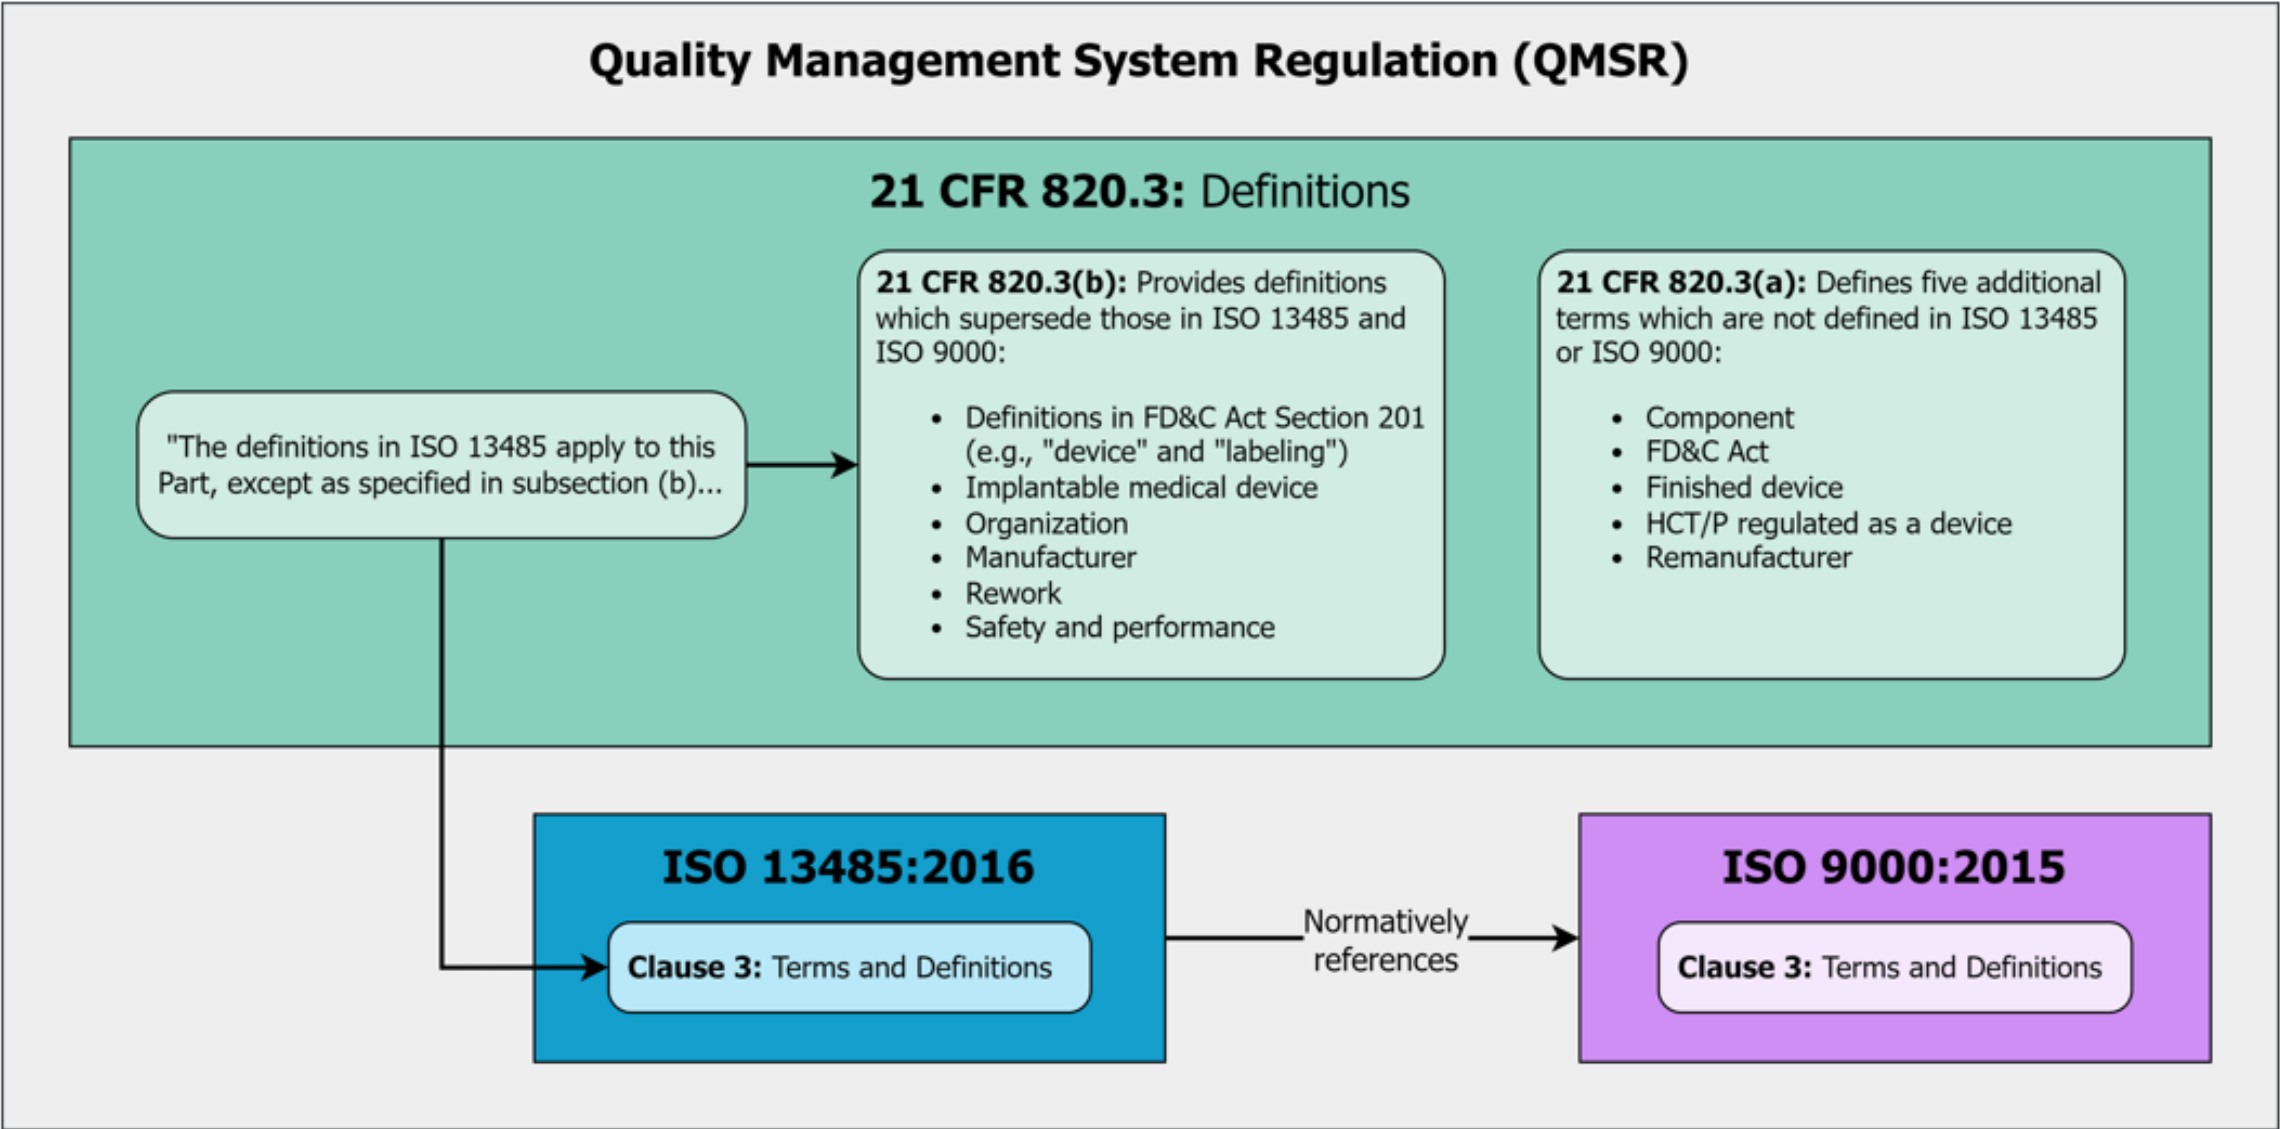 Quality Management System Regulation (QMSR)
21 CFR 820.3: Definitions
"The definitions in ISO 13485 apply to this
Part, except as specified in subsection (b)...
21 CFR 820.3(b): Provides definitions
which supersede those in ISO 13485 and
ISO 9000:
• Definitions in FD&C Act Section 201
(e.g., "device" and "labeling")
• Implantable medical device
• Organization
• Manufacturer
• Rework
• Safety and performance
21 CFR 820.3(a): Defines five additional
terms which are not defined in ISO 13485
or ISO 9000:
• Component
• FD&C Act
• Finished device
• HCT/P regulated as a device
• Remanufacturer
ISO 13485:2016
Clause 3: Terms and Definitions
Normatively
references
ISO 9000:2015
Clause 3: Terms and Definitions